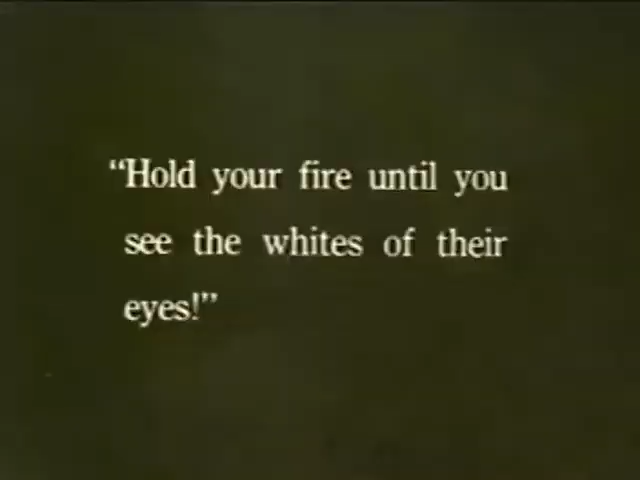 “Hold your fire until you
see the whites of their
eyes!”